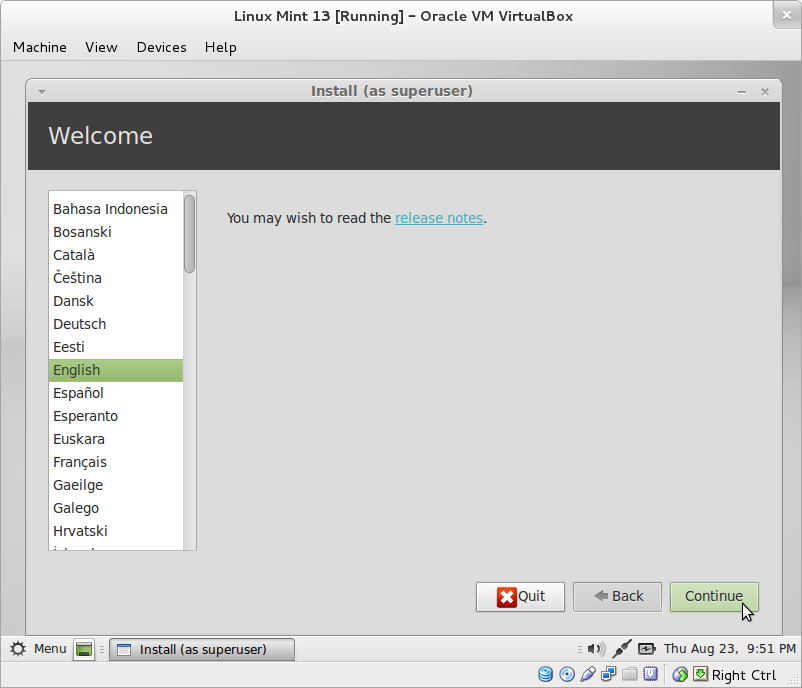 Linux Mint 13 [Running] – Oracle VM VirtualBox
Machine View Devices Help
Install (as superuser)
Welcome
You may wish to read the release notes.
Bahasa Indonesia
Bosanski
Català
Čeština
Dansk
Deutsch
Eesti
English
Español
Esperanto
Euskara
Français
Gaeilge
Galego
Hrvatski
Quit Back Continue
Menu Install (as superuser) Thu Aug 23, 9:51 PM
Right Ctrl